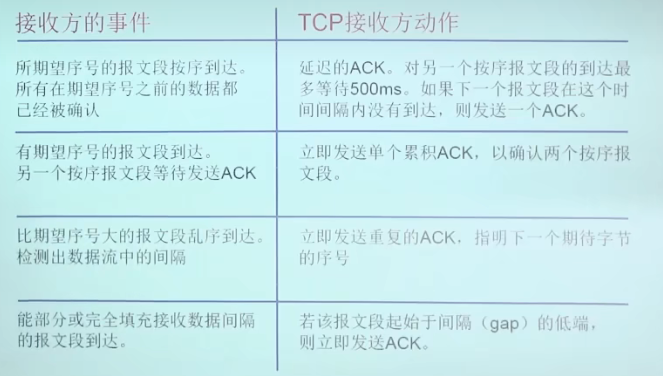 接收方的事件
TCP接收方动作
所期望序号的报文段按序到达。
所有在期望序号之前的数据都
已经被确认
延迟的ACK。对另一个按序报文段的到达最
多等待500ms。如果下一个报文段在这个时
间间隔内没有到达，则发送一个ACK。
有期望序号的报文段到达。
另一个按序报文段等待发送ACK
立即发送单个累积ACK，以确认两个按序报
文段。
比期望序号大的报文段乱序到达。
检测出数据流中的间隔
立即发送重复的ACK，指明下一个期待字节
的序号
能部分或完全填充接收数据间隔
的报文段到达。
若该报文段起始于间隔（gap）的低端，
则立即发送ACK。